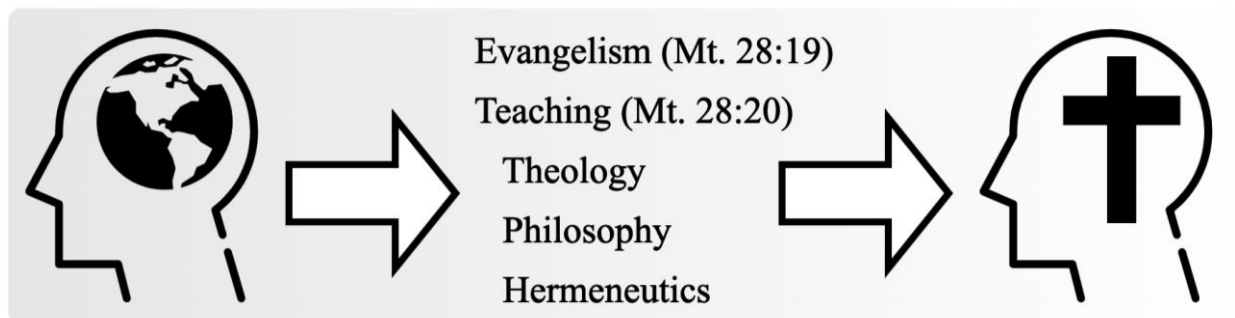 Evangelism (Mt. 28:19)
Teaching (Mt. 28:20)
Theology
Philosophy
Hermeneutics